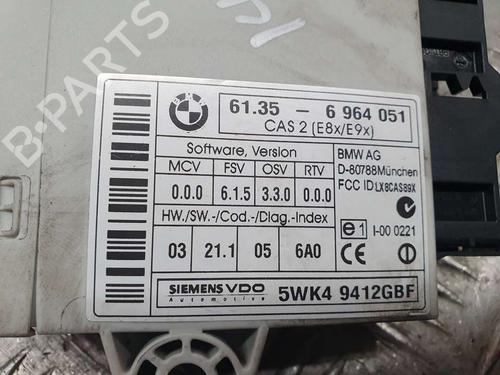 B-PARTS
BMW
61.35 - 6 964 051
CAS 2 (E8x/E9x)
Software, Version
MCV FSV OSV RTV
0.0.0 6.1.5 3.3.0 0.0.0
HW./SW.-/Cod.-/Diag.-Index
03 21.1 05 6A0
BMW AG
D-80788München
FCC ID:LX8CAS89X
e1 I-00 0221
SIEMENS VDO
Automotive
5WK4 9412GBF